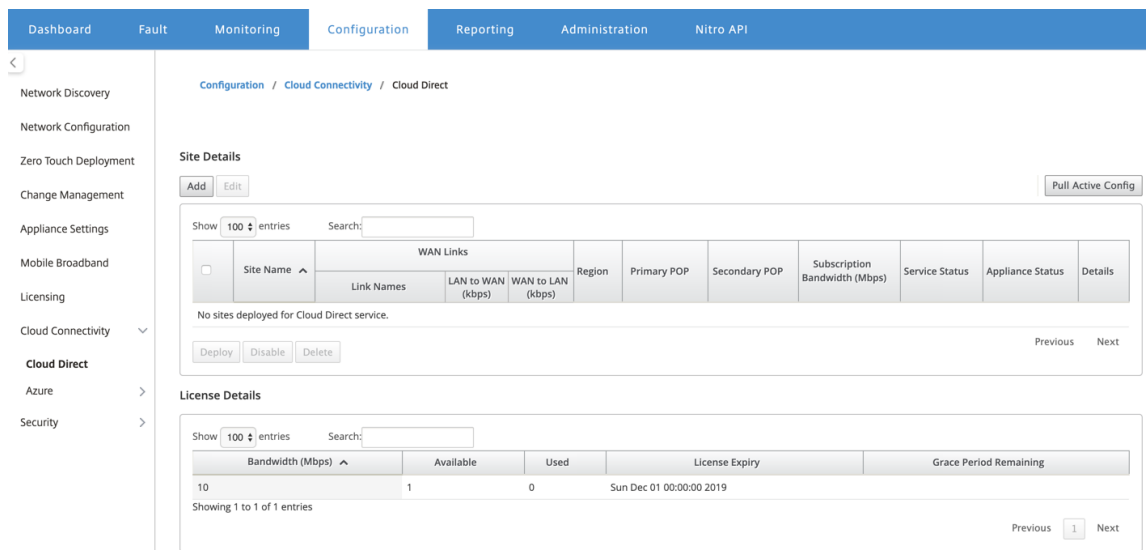 Dashboard Fault Monitoring Configuration Reporting Administration Nitro API
Configuration / Cloud Connectivity / Cloud Direct
Network Discovery
Network Configuration
Zero Touch Deployment
Change Management
Appliance Settings
Mobile Broadband
Licensing
Cloud Connectivity
Cloud Direct
Azure
Security
Site Details
Add Edit Pull Active Config
Show 100 entries Search:
WAN Links
Site Name Link Names LAN to WAN (kbps) WAN to LAN (kbps) Region Primary POP Secondary POP Subscription Bandwidth (Mbps) Service Status Appliance Status Details
No sites deployed for Cloud Direct service.
Previous Next
Deploy Disable Delete
License Details
Show 100 entries Search:
Bandwidth (Mbps) Available Used License Expiry Grace Period Remaining
10 1 0 Sun Dec 01 00:00:00 2019
Showing 1 to 1 of 1 entries
Previous 1 Next